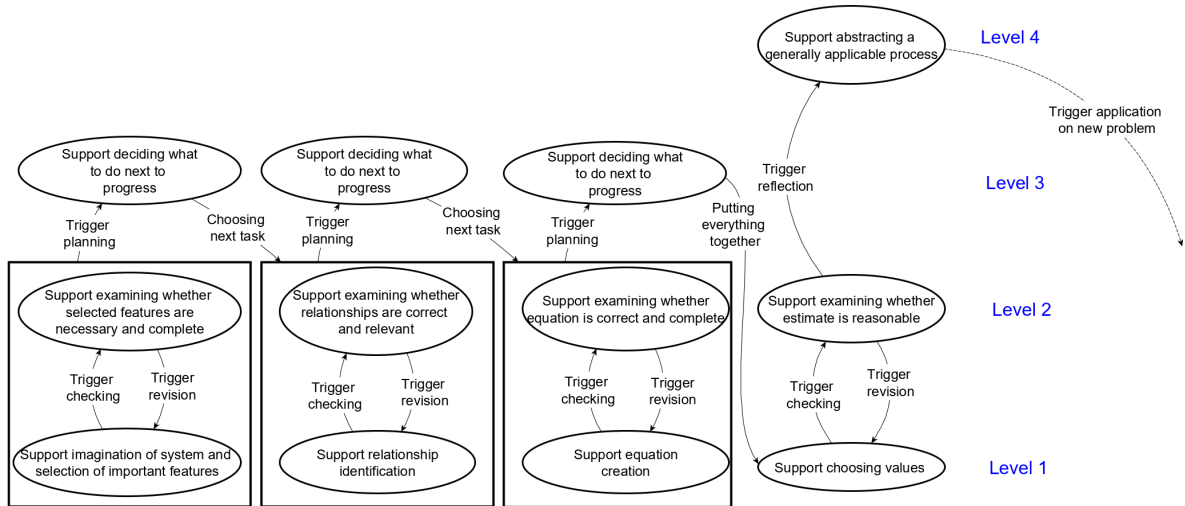 Support abstracting a
generally applicable process
Level 4
Trigger application
on new problem
Support deciding what
to do next to
progress
Support deciding what
to do next to
progress
Support deciding what
to do next to
progress
Trigger
reflection
Level 3
Trigger
planning
Choosing
next task
Trigger
planning
Choosing
next task
Trigger
planning
Putting
everything
together
Support examining whether
selected features are
necessary and complete
Support examining whether
relationships are correct
and relevant
Support examining whether
equation is correct and complete
Support examining whether
estimate is reasonable
Level 2
Trigger
checking
Trigger
revision
Trigger
checking
Trigger
revision
Trigger
checking
Trigger
revision
Trigger
checking
Trigger
revision
Support imagination of system and
selection of important features
Support relationship
identification
Support equation
creation
Support choosing values
Level 1